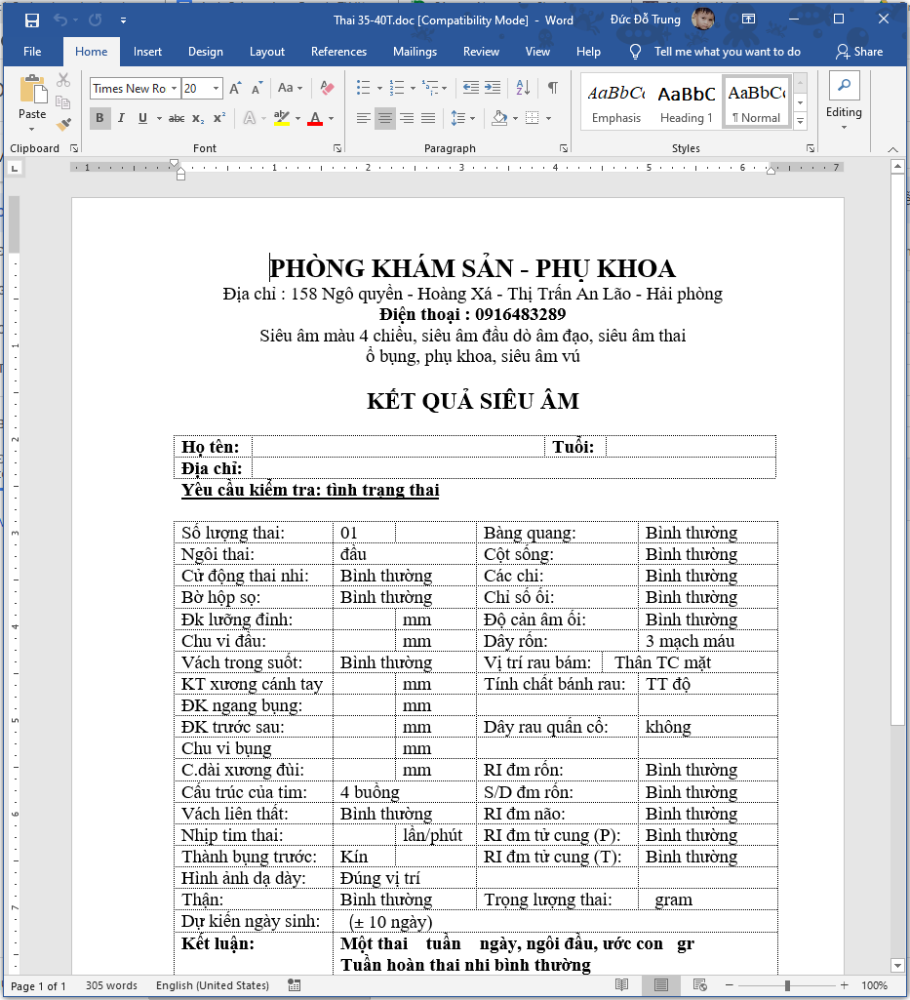 Thai 35-40T.doc [Compatibility Mode] - Word
Đức Đỗ Trung
File Home Insert Design Layout References Mailings Review View Help Tell me what you want to do Share
Times New Ro 20 A A Aa
Paste
B I U abc x₂ x² A aby A
AaBbCc AaBbC AaBbCc
Emphasis Heading 1 ¶ Normal
Editing
Clipboard Font Paragraph Styles
1 1 2 3 4 5 6 7
PHÒNG KHÁM SẢN - PHỤ KHOA
Địa chỉ : 158 Ngô quyền - Hoàng Xá - Thị Trấn An Lão - Hải phòng
Điện thoại : 0916483289
Siêu âm màu 4 chiều, siêu âm đầu dò âm đạo, siêu âm thai
ổ bụng, phụ khoa, siêu âm vú
KẾT QUẢ SIÊU ÂM
Họ tên: Tuổi:
Địa chỉ:
Yêu cầu kiểm tra: tình trạng thai
Số lượng thai: 01 Bàng quang: Bình thường
Ngôi thai: đầu Cột sống: Bình thường
Cử động thai nhi: Bình thường Các chi: Bình thường
Bờ hộp sọ: Bình thường Chỉ số ối: Bình thường
Đk lưỡng đỉnh: mm Độ cản âm ối: Bình thường
Chu vi đầu: mm Dây rốn: 3 mạch máu
Vách trong suốt: Bình thường Vị trí rau bám: Thân TC mặt
KT xương cánh tay mm Tính chất bánh rau: TT độ
ĐK ngang bụng: mm
ĐK trước sau: mm Dây rau quấn cổ: không
Chu vi bụng mm
C.dài xương đùi: mm RI đm rốn: Bình thường
Cấu trúc của tim: 4 buồng S/D đm rốn: Bình thường
Vách liên thất: Bình thường RI đm não: Bình thường
Nhịp tim thai: lần/phút RI đm tử cung (P): Bình thường
Thành bụng trước: Kín RI đm tử cung (T): Bình thường
Hình ảnh dạ dày: Đúng vị trí
Thận: Bình thường Trọng lượng thai: gram
Dự kiến ngày sinh: (± 10 ngày)
Kết luận: Một thai tuần ngày, ngôi đầu, ước con gr
Tuần hoàn thai nhi bình thường
Page 1 of 1 305 words English (United States) 100%